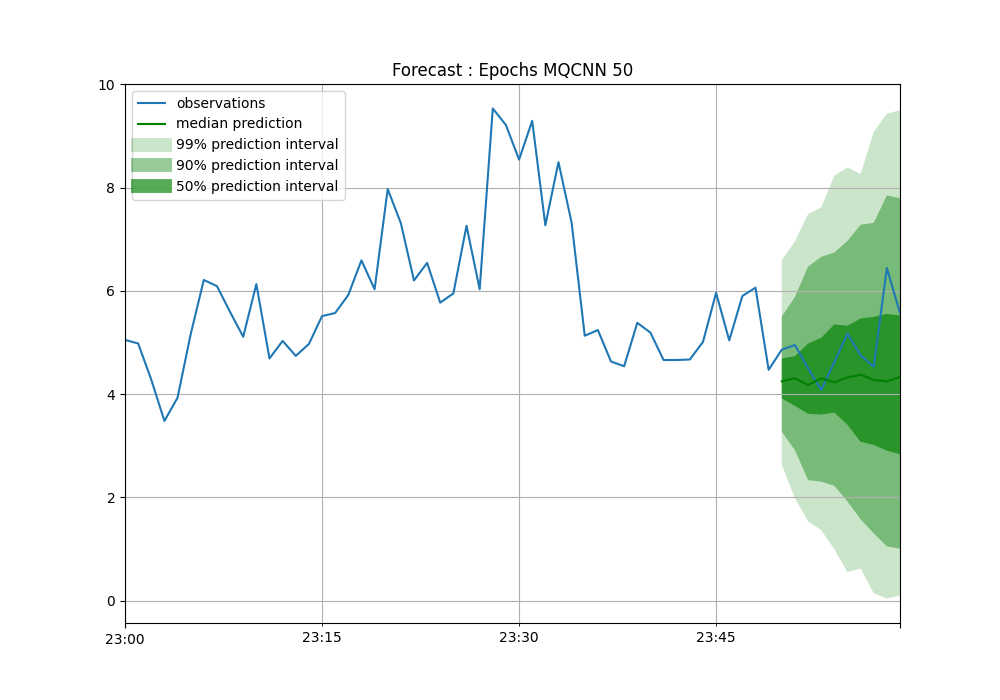 Forecast : Epochs MQCNN 50
observations
median prediction
99% prediction interval
90% prediction interval
50% prediction interval
10
8
6
4
2
0
23:00
23:15
23:30
23:45